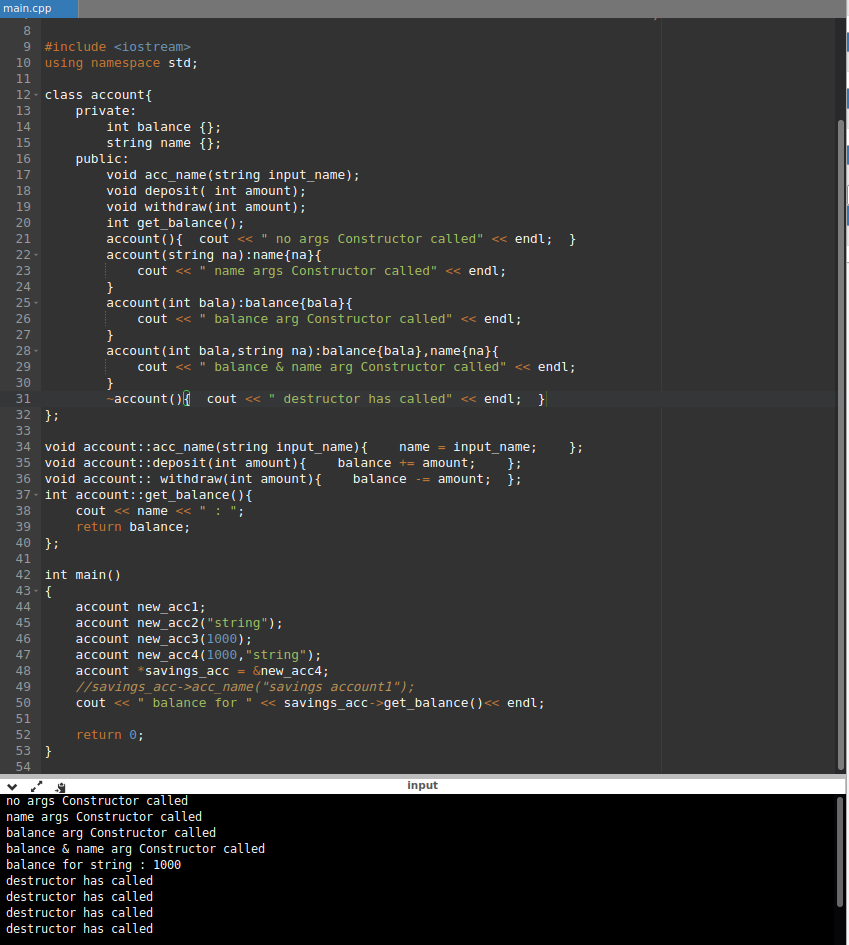 main.cpp
8
9 #include <iostream>
10 using namespace std;
11
12 class account{
13     private:
14         int balance {};
15         string name {};
16     public:
17         void acc_name(string input_name);
18         void deposit( int amount);
19         void withdraw(int amount);
20         int get_balance();
21         account(){  cout << " no args Constructor called" << endl;  }
22         account(string na):name{na}{
23             cout << " name args Constructor called" << endl;
24         }
25         account(int bala):balance{bala}{
26             cout << " balance arg Constructor called" << endl;
27         }
28         account(int bala,string na):balance{bala},name{na}{
29             cout << " balance & name arg Constructor called" << endl;
30         }
31         ~account(){  cout << " destructor has called" << endl;  }
32 };
33
34 void account::acc_name(string input_name){    name = input_name;    };
35 void account::deposit(int amount){    balance += amount;    };
36 void account:: withdraw(int amount){    balance -= amount;  };
37 int account::get_balance(){
38     cout << name << " : ";
39     return balance;
40 };
41
42 int main()
43 {
44     account new_acc1;
45     account new_acc2("string");
46     account new_acc3(1000);
47     account new_acc4(1000,"string");
48     account *savings_acc = &new_acc4;
49     //savings_acc->acc_name("savings account1");
50     cout << " balance for " << savings_acc->get_balance()<< endl;
51
52     return 0;
53 }
54
input
no args Constructor called
name args Constructor called
balance arg Constructor called
balance & name arg Constructor called
balance for string : 1000
destructor has called
destructor has called
destructor has called
destructor has called